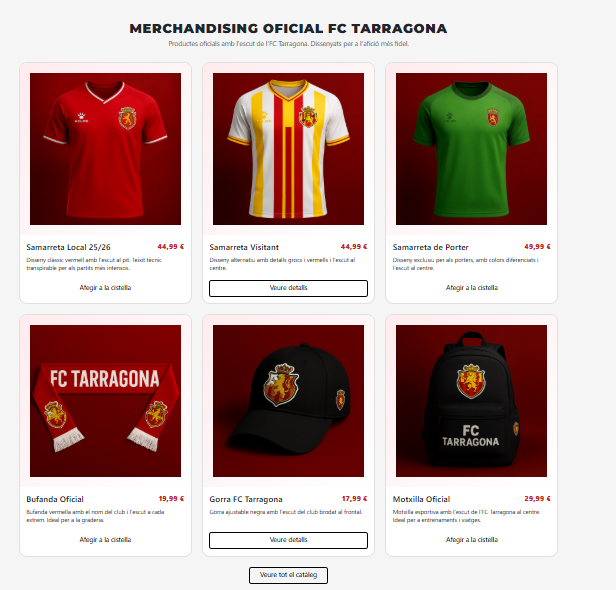 MERCHANDISING OFICIAL FC TARRAGONA
Productes oficials amb l'escut de l'FC Tarragona. Dissenyats per a l'afició més fidel.
Samarreta Local 25/26 44,99 €
Disseny clàssic vermell amb l'escut al pit. Teixit tècnic
transpirable per als partits més intensos.
Afegir a la cistella
Samarreta Visitant 44,99 €
Disseny alternatiu amb detalls grocs i vermells i l'escut al
centre.
Veure detalls
Samarreta de Porter 49,99 €
Disseny exclusiu per als porters, amb colors diferenciats i
l'escut al centre.
Afegir a la cistella
FC TARRAGONA
Bufanda Oficial 19,99 €
Bufanda vermella amb el nom del club i l'escut a cada
extrem. Ideal per a la graderia.
Afegir a la cistella
Gorra FC Tarragona 17,99 €
Gorra ajustable negra amb l'escut del club brodat al frontal.
Veure detalls
FC
TARRAGONA
Motxilla Oficial 29,99 €
Motxilla esportiva amb l'escut de l'FC Tarragona al centre.
Ideal per a entrenaments i viatges.
Afegir a la cistella
Veure tot el catàleg